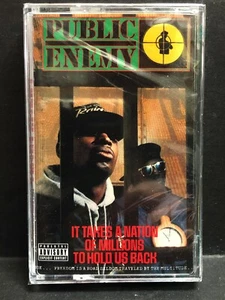 PUBLIC
ENEMY
IT TAKES A NATION
OF MILLIONS
TO HOLD US BACK
PARENTAL
ADVISORY
EXPLICIT CONTENT
FREEDOM IS A ROAD SELDOM TRAVELED BY THE MULTITUDE